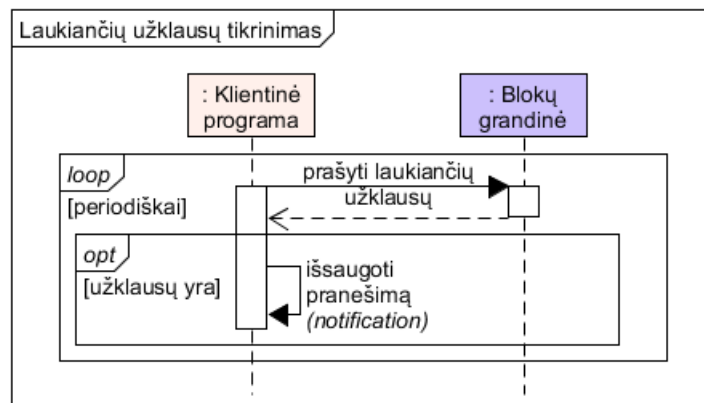 Laukiančių užklausų tikrinimas
: Klientinė
programa
: Blokų
grandinė
loop
[periodiškai]
prašyti laukiančių
užklausų
opt
[užklausų yra]
išsaugoti
pranešimą
(notification)